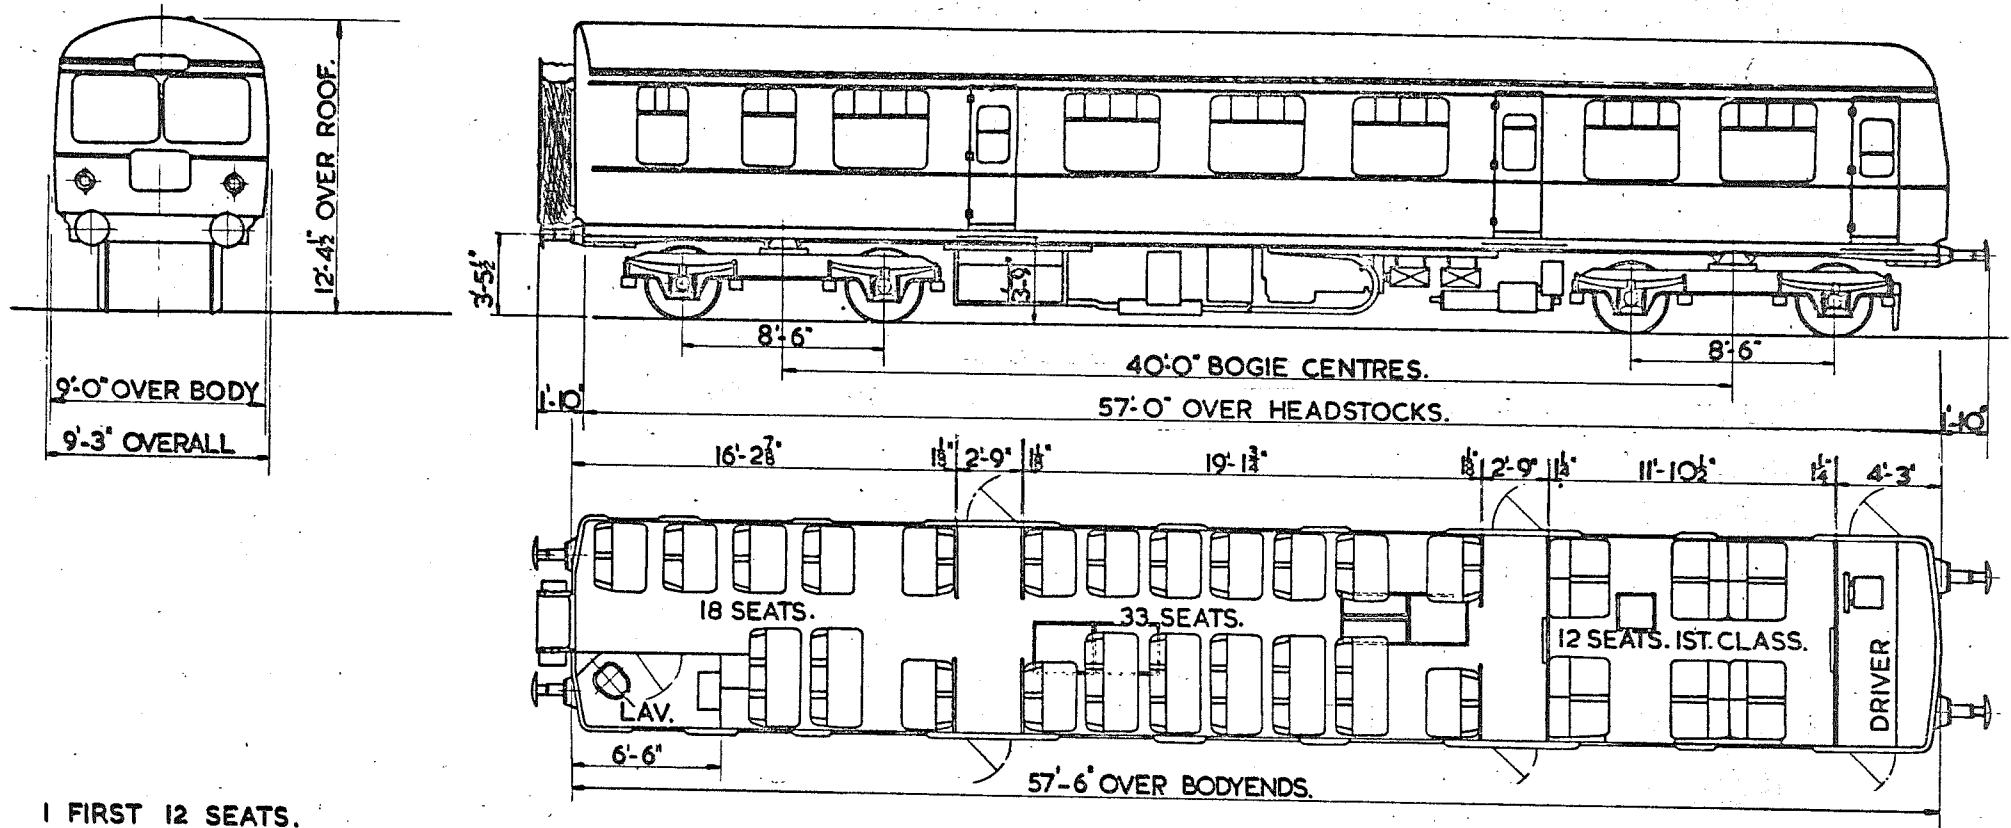 12'-4½" OVER ROOF.
9'-0" OVER BODY
9'-3" OVERALL
3'-5½"
3'-9"
8'-6"
8'-6"
40'-0" BOGIE CENTRES.
1'-10"
57'-0" OVER HEADSTOCKS.
1'-10"
16'-2⅞" 1⅛" 2'-9" 1⅛" 19'-1¾" 1⅛" 2'-9" 1¼" 11'-10½" 1¼" 4'-3"
18 SEATS.
33 SEATS.
12 SEATS. 1ST. CLASS.
DRIVER
LAV.
6'-6"
57'-6" OVER BODYENDS.
1 FIRST 12 SEATS.